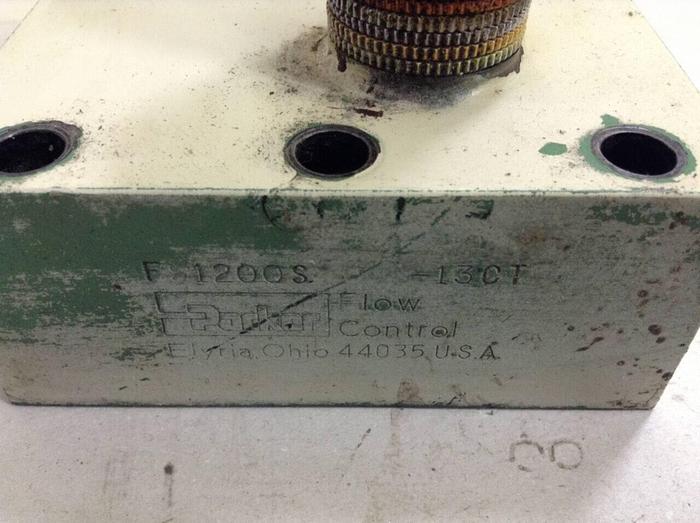 F 1200S -13CT
Parker Flow
Control
Elyria, Ohio 44035, U.S.A.